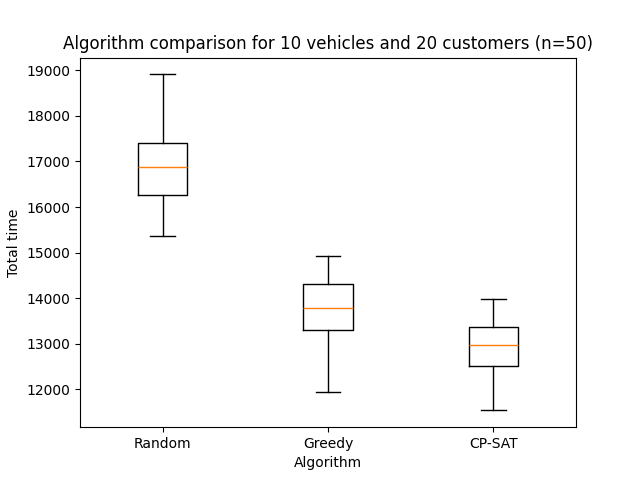 Algorithm comparison for 10 vehicles and 20 customers (n=50)
19000
18000
17000
16000
15000
14000
13000
12000
Total time
Random
Greedy
CP-SAT
Algorithm